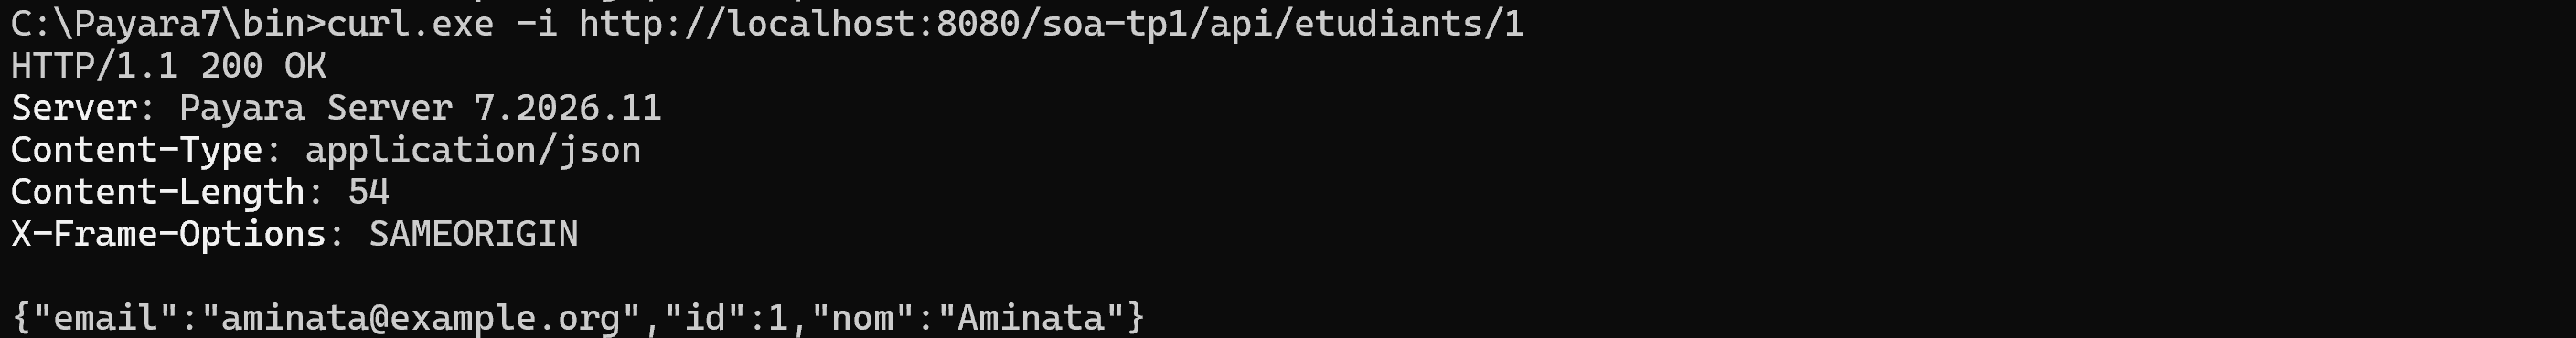 C:\Payara7\bin>curl.exe -i http://localhost:8080/soa-tp1/api/etudiants/1
HTTP/1.1 200 OK
Server: Payara Server 7.2026.11
Content-Type: application/json
Content-Length: 54
X-Frame-Options: SAMEORIGIN
{"email":"aminata@example.org","id":1,"nom":"Aminata"}